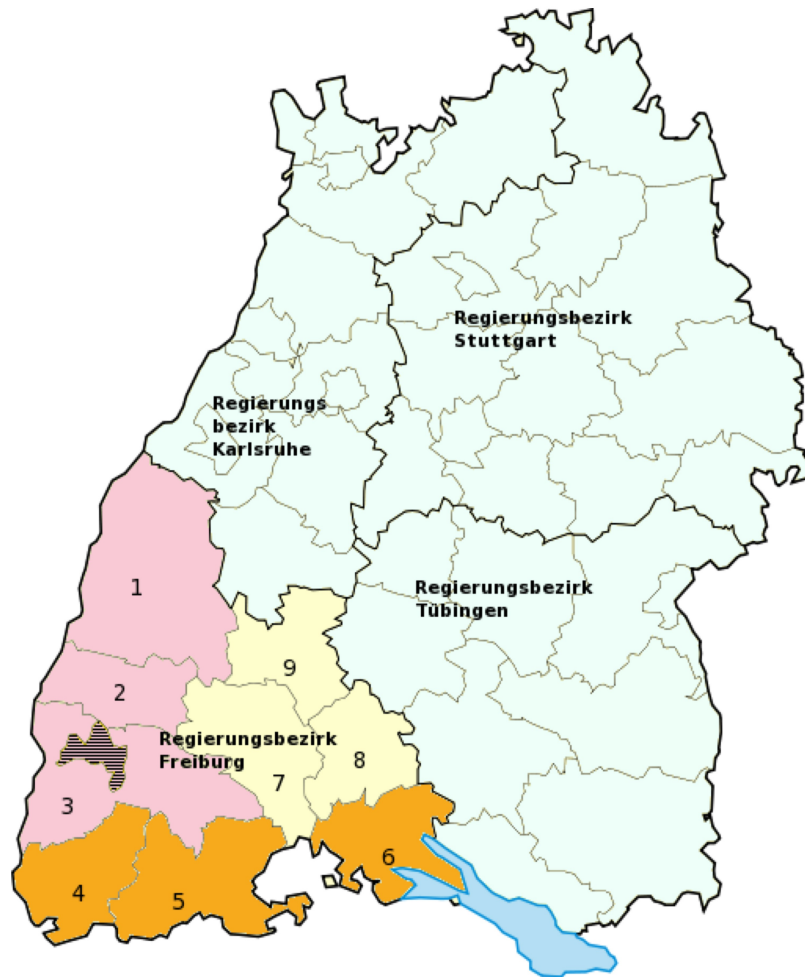 Regierungsbezirk
Stuttgart
Regierungs
bezirk
Karlsruhe
1
Regierungsbezirk
Tübingen
9
2
Regierungsbezirk
Freiburg
8
7
3
6
4
5